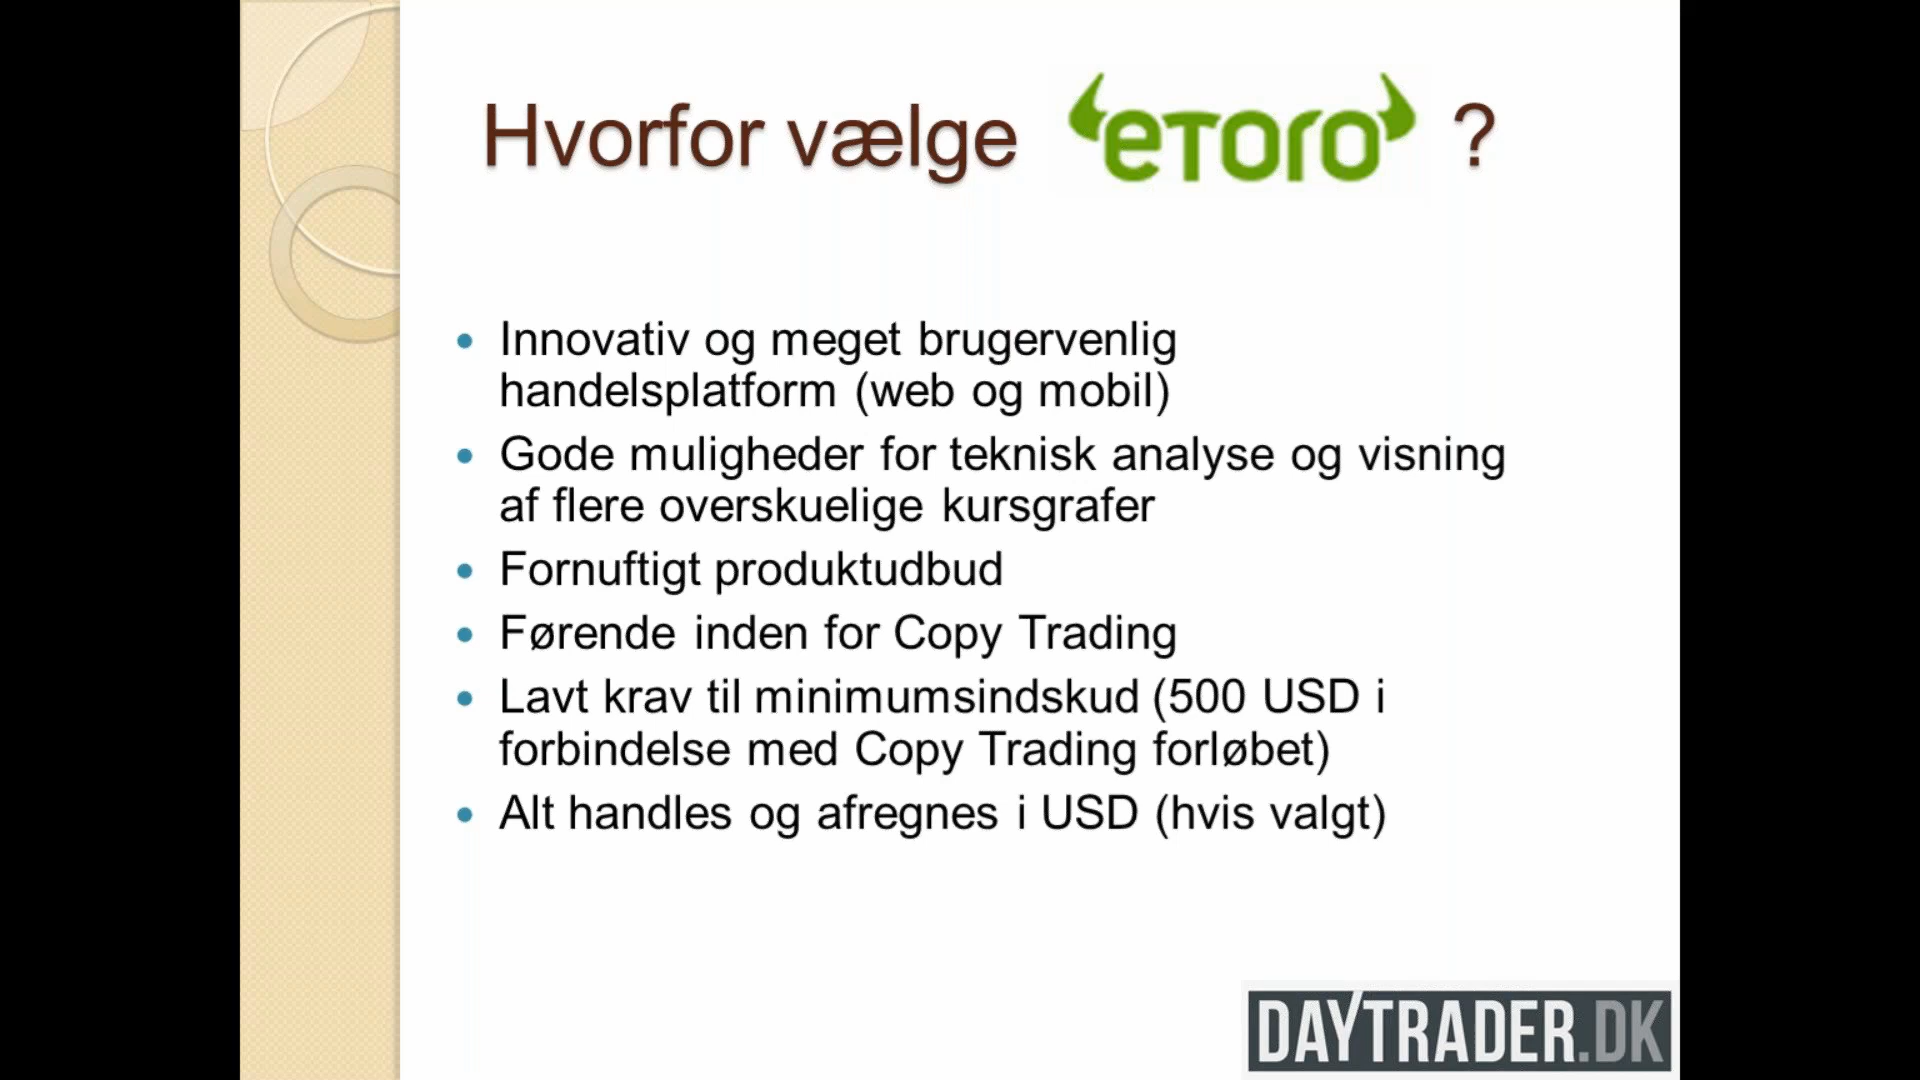 Hvorfor vælge eToro ?
• Innovativ og meget brugervenlig
handelsplatform (web og mobil)
• Gode muligheder for teknisk analyse og visning
af flere overskuelige kursgrafer
• Fornuftigt produktudbud
• Førende inden for Copy Trading
• Lavt krav til minimumsindskud (500 USD i
forbindelse med Copy Trading forløbet)
• Alt handles og afregnes i USD (hvis valgt)
DAYTRADER.DK